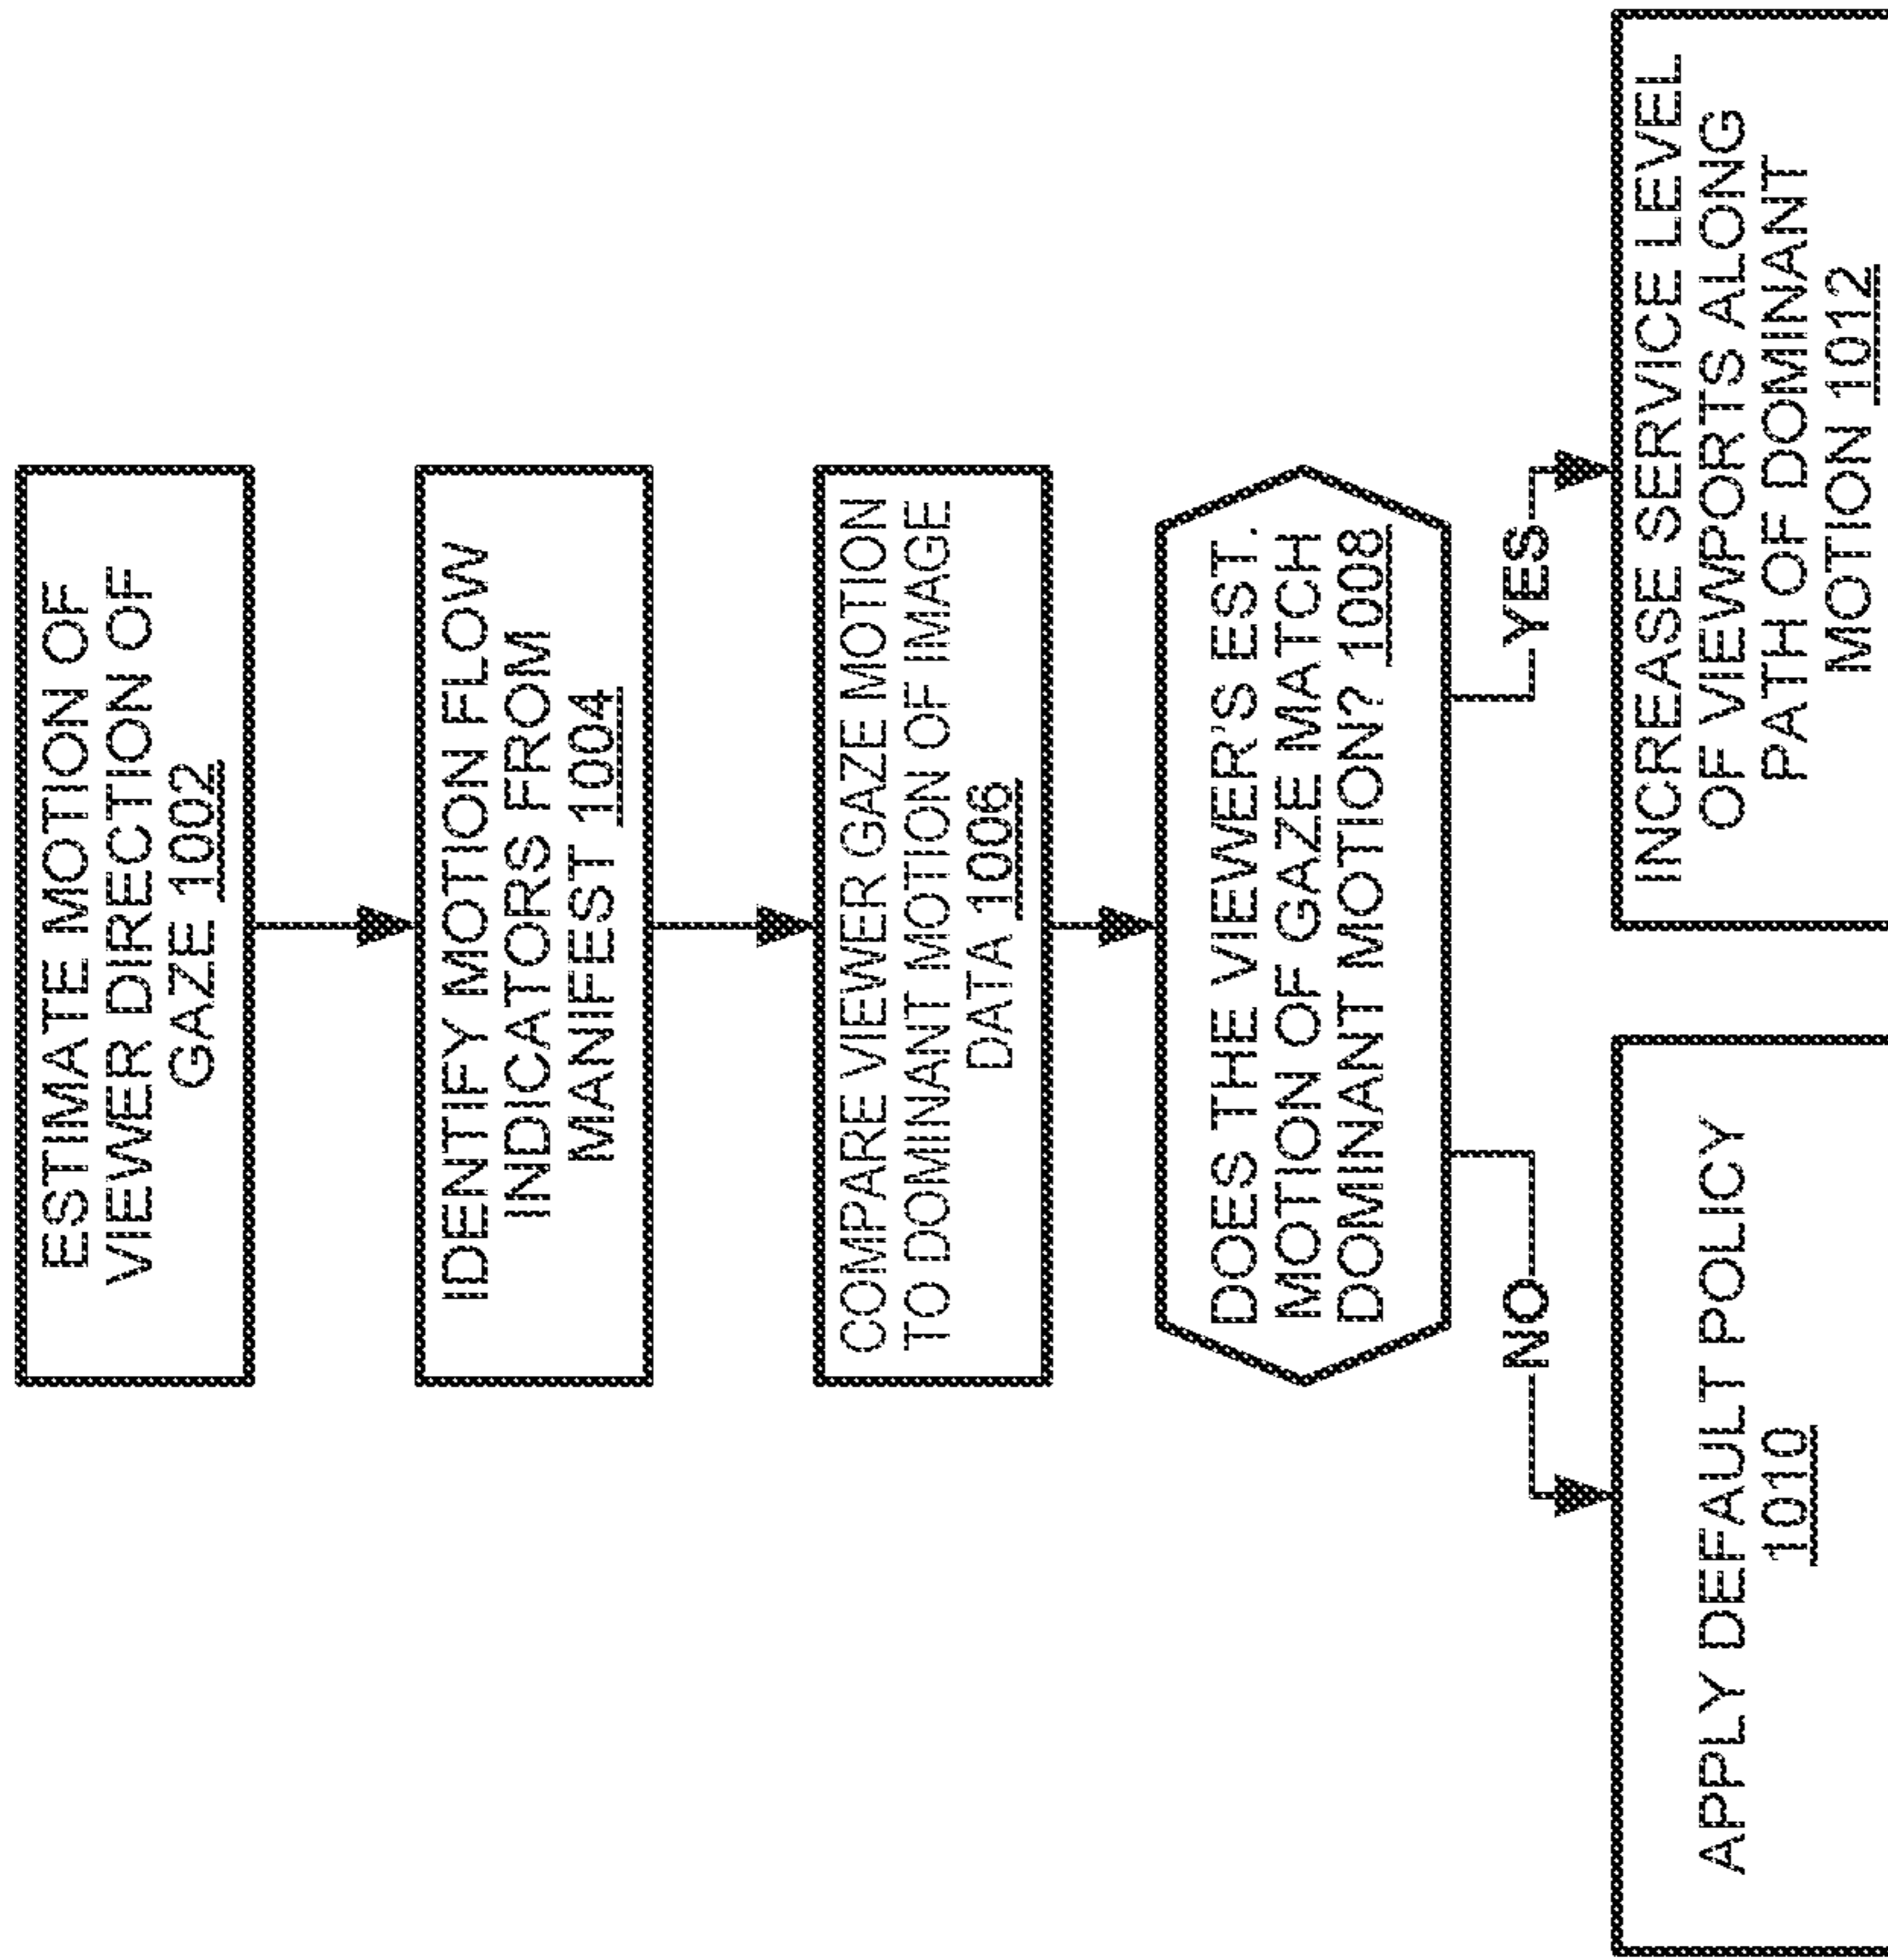 ESTIMATE MOTION OF
VIEWER DIRECTION OF
GAZE 1002
IDENTIFY MOTION FLOW
INDICATORS FROM
MANIFEST 1004
COMPARE VIEWER GAZE MOTION
TO DOMINANT MOTION OF IMAGE
DATA 1006
DOES THE VIEWER'S EST.
MOTION OF GAZE MATCH
DOMINANT MOTION? 1008
NO
YES
APPLY DEFAULT POLICY
1010
INCREASE SERVICE LEVEL
OF VIEWPORTS ALONG
PATH OF DOMINANT
MOTION 1012